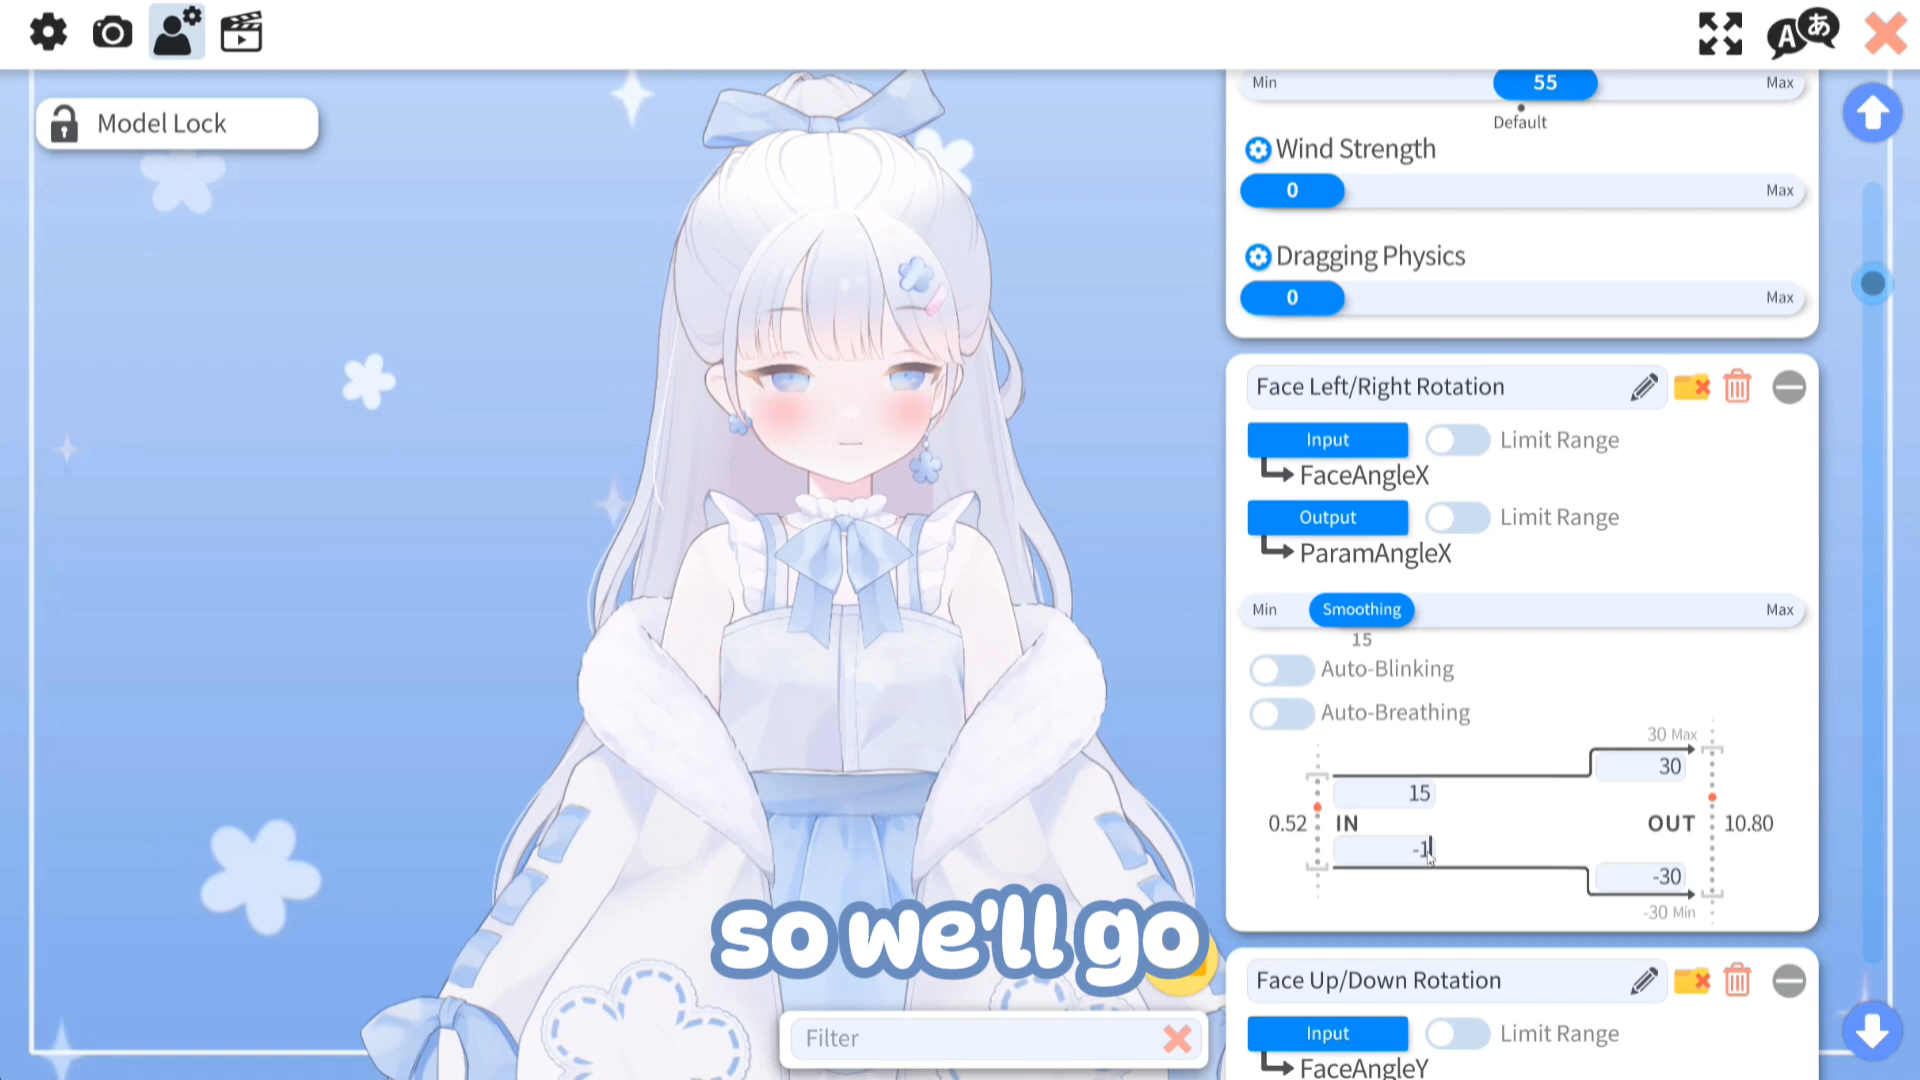 A あ
Model Lock
Min 55 Max
Default
Wind Strength
0 Max
Dragging Physics
0 Max
Face Left/Right Rotation
Input Limit Range
FaceAngleX
Output Limit Range
ParamAngleX
Min Smoothing Max
15
Auto-Blinking
Auto-Breathing
30 Max
30
15
0.52 IN OUT 10.80
-1
-30
-30 Min
so we'll go
Face Up/Down Rotation
Filter
Input Limit Range
FaceAngleY